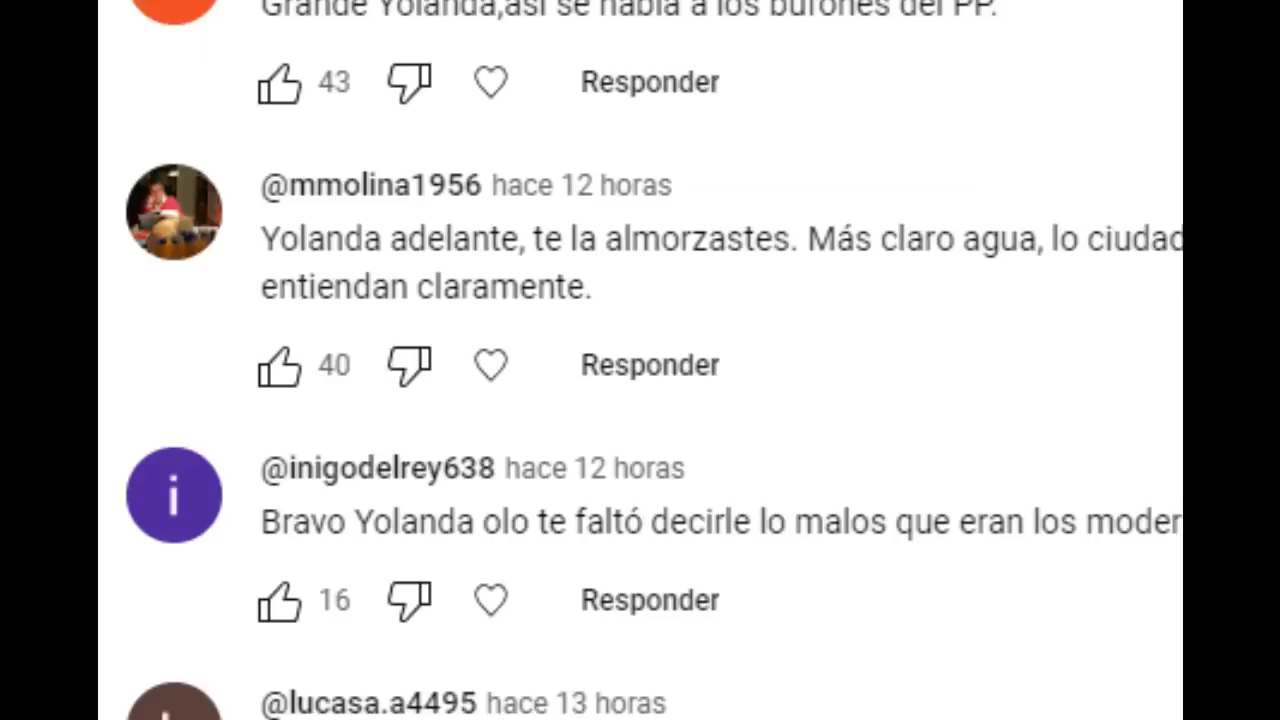 Grande Yolanda,así se habla a los bufones del PP.
43 Responder
@mmolina1956 hace 12 horas
Yolanda adelante, te la almorzastes. Más claro agua, lo ciudad
entiendan claramente.
40 Responder
i
@inigodelrey638 hace 12 horas
Bravo Yolanda olo te faltó decirle lo malos que eran los moder
16 Responder
@lucasa.a4495 hace 13 horas